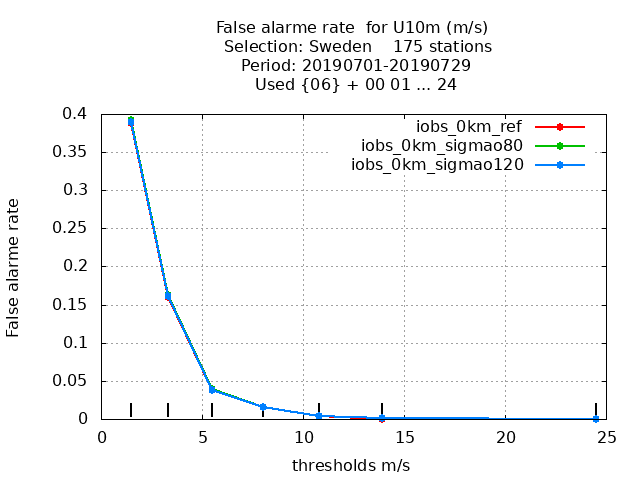 False alarme rate  for U10m (m/s)
Selection: Sweden    175 stations
Period: 20190701-20190729
Used {06} + 00 01 ... 24
iobs_0km_ref
iobs_0km_sigmao80
iobs_0km_sigmao120
False alarme rate
0.4
0.35
0.3
0.25
0.2
0.15
0.1
0.05
0
0 5 10 15 20 25
thresholds m/s